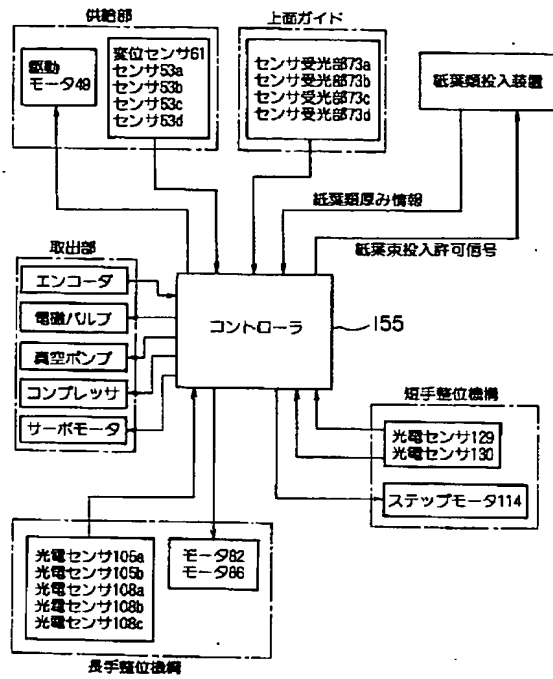 供給部
駆動
モータ49
変位センサ61
センサ53a
センサ53b
センサ53c
センサ53d
上面ガイド
センサ受光部73a
センサ受光部73b
センサ受光部73c
センサ受光部73d
紙葉類投入装置
紙葉類厚み情報
紙葉束投入許可信号
取出部
エンコーダ
電磁バルブ
真空ポンプ
コンプレッサ
サーボモータ
コントローラ
155
短手整位機構
光電センサ129
光電センサ130
ステップモータ114
光電センサ105a
光電センサ105b
光電センサ108a
光電センサ108b
光電センサ108c
モータ82
モータ86
長手整位機構